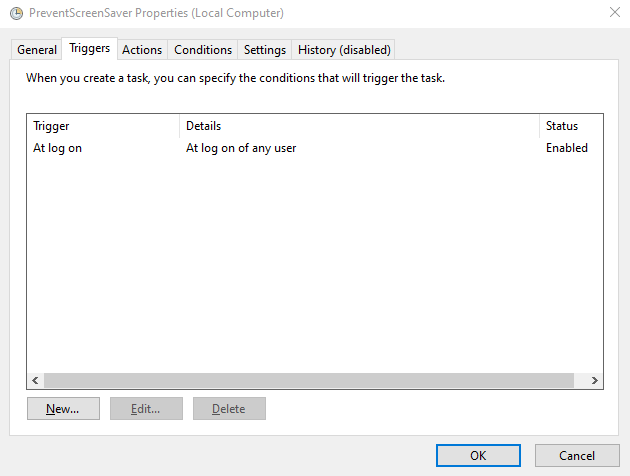 PreventScreenSaver Properties (Local Computer)
General Triggers Actions Conditions Settings History (disabled)
When you create a task, you can specify the conditions that will trigger the task.
Trigger Details Status
At log on At log on of any user Enabled
New... Edit... Delete
OK Cancel